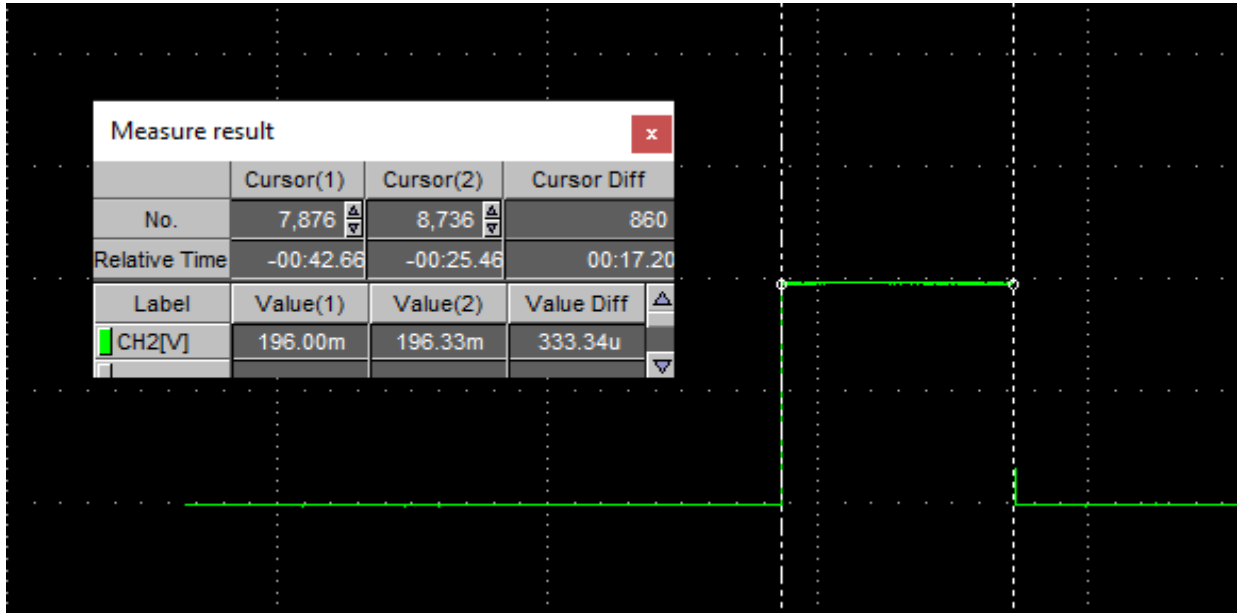 Measure result x
Cursor(1) Cursor(2) Cursor Diff
No. 7,876 8,736 860
Relative Time -00:42.66 -00:25.46 00:17.20
Label Value(1) Value(2) Value Diff
CH2[V] 196.00m 196.33m 333.34u